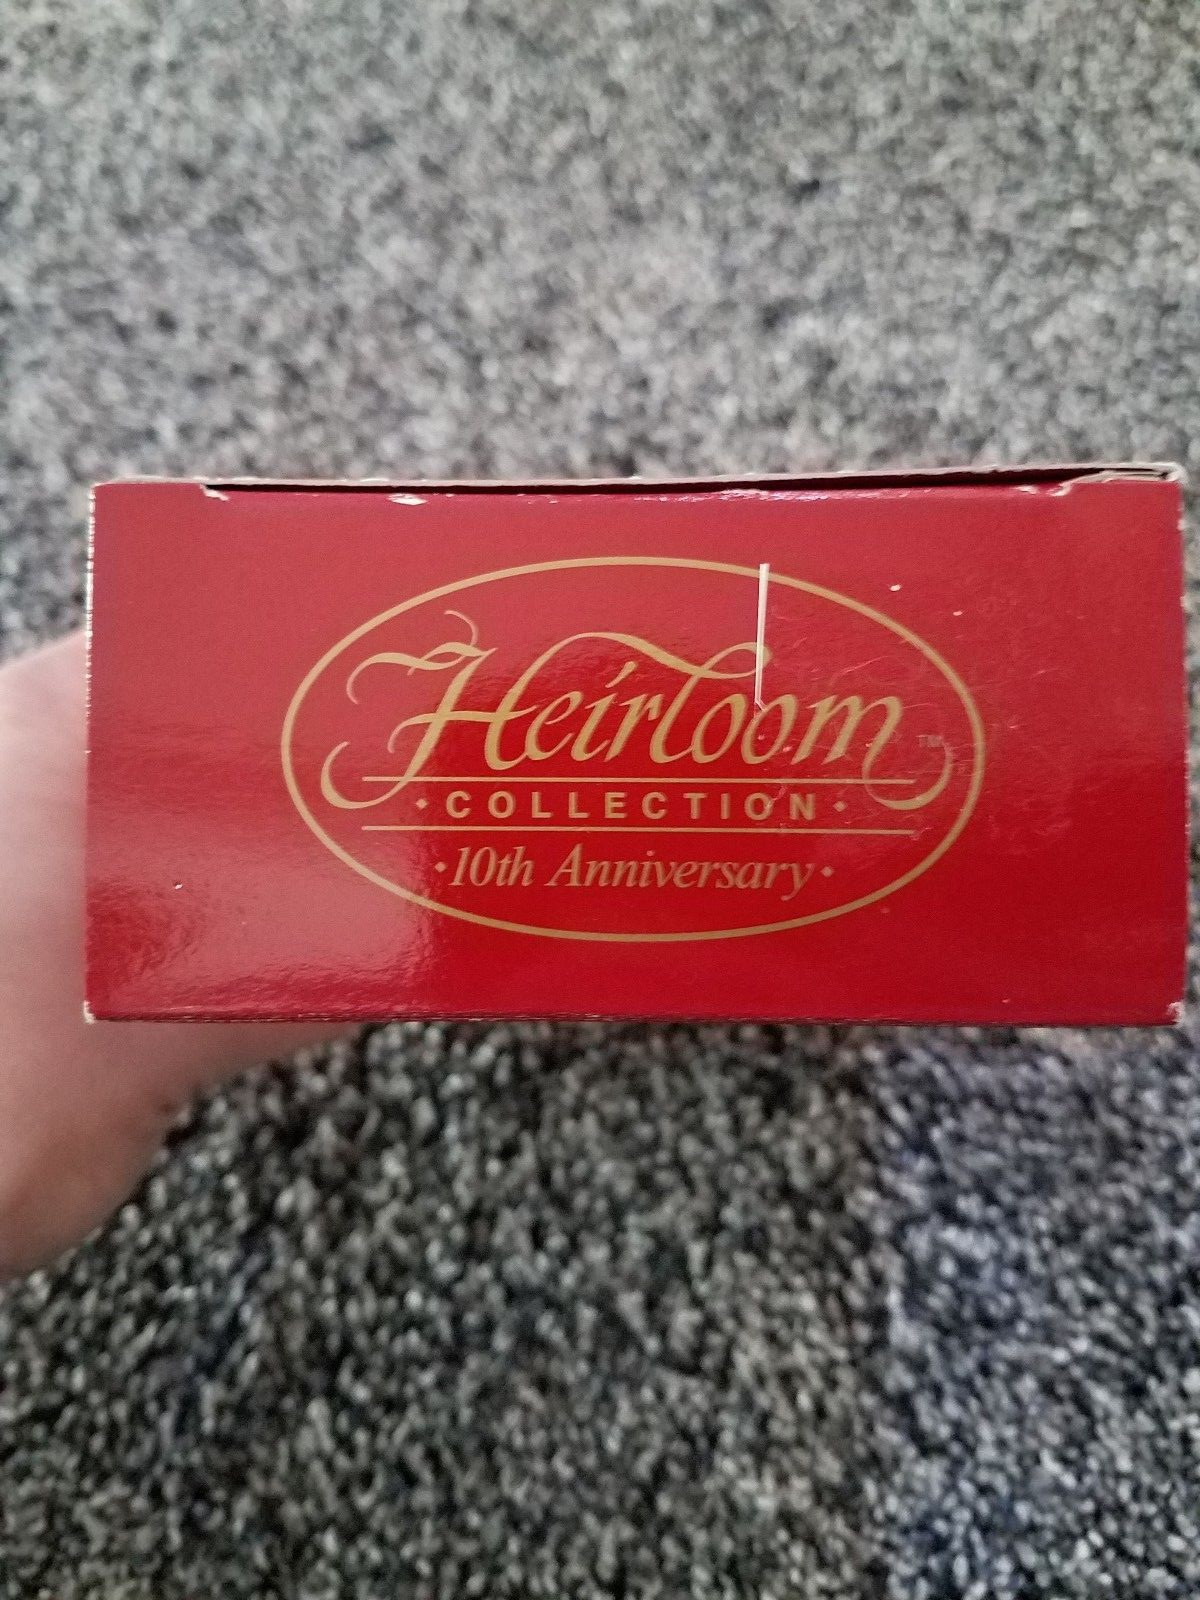 Heirloom™
·COLLECTION·
·10th Anniversary·